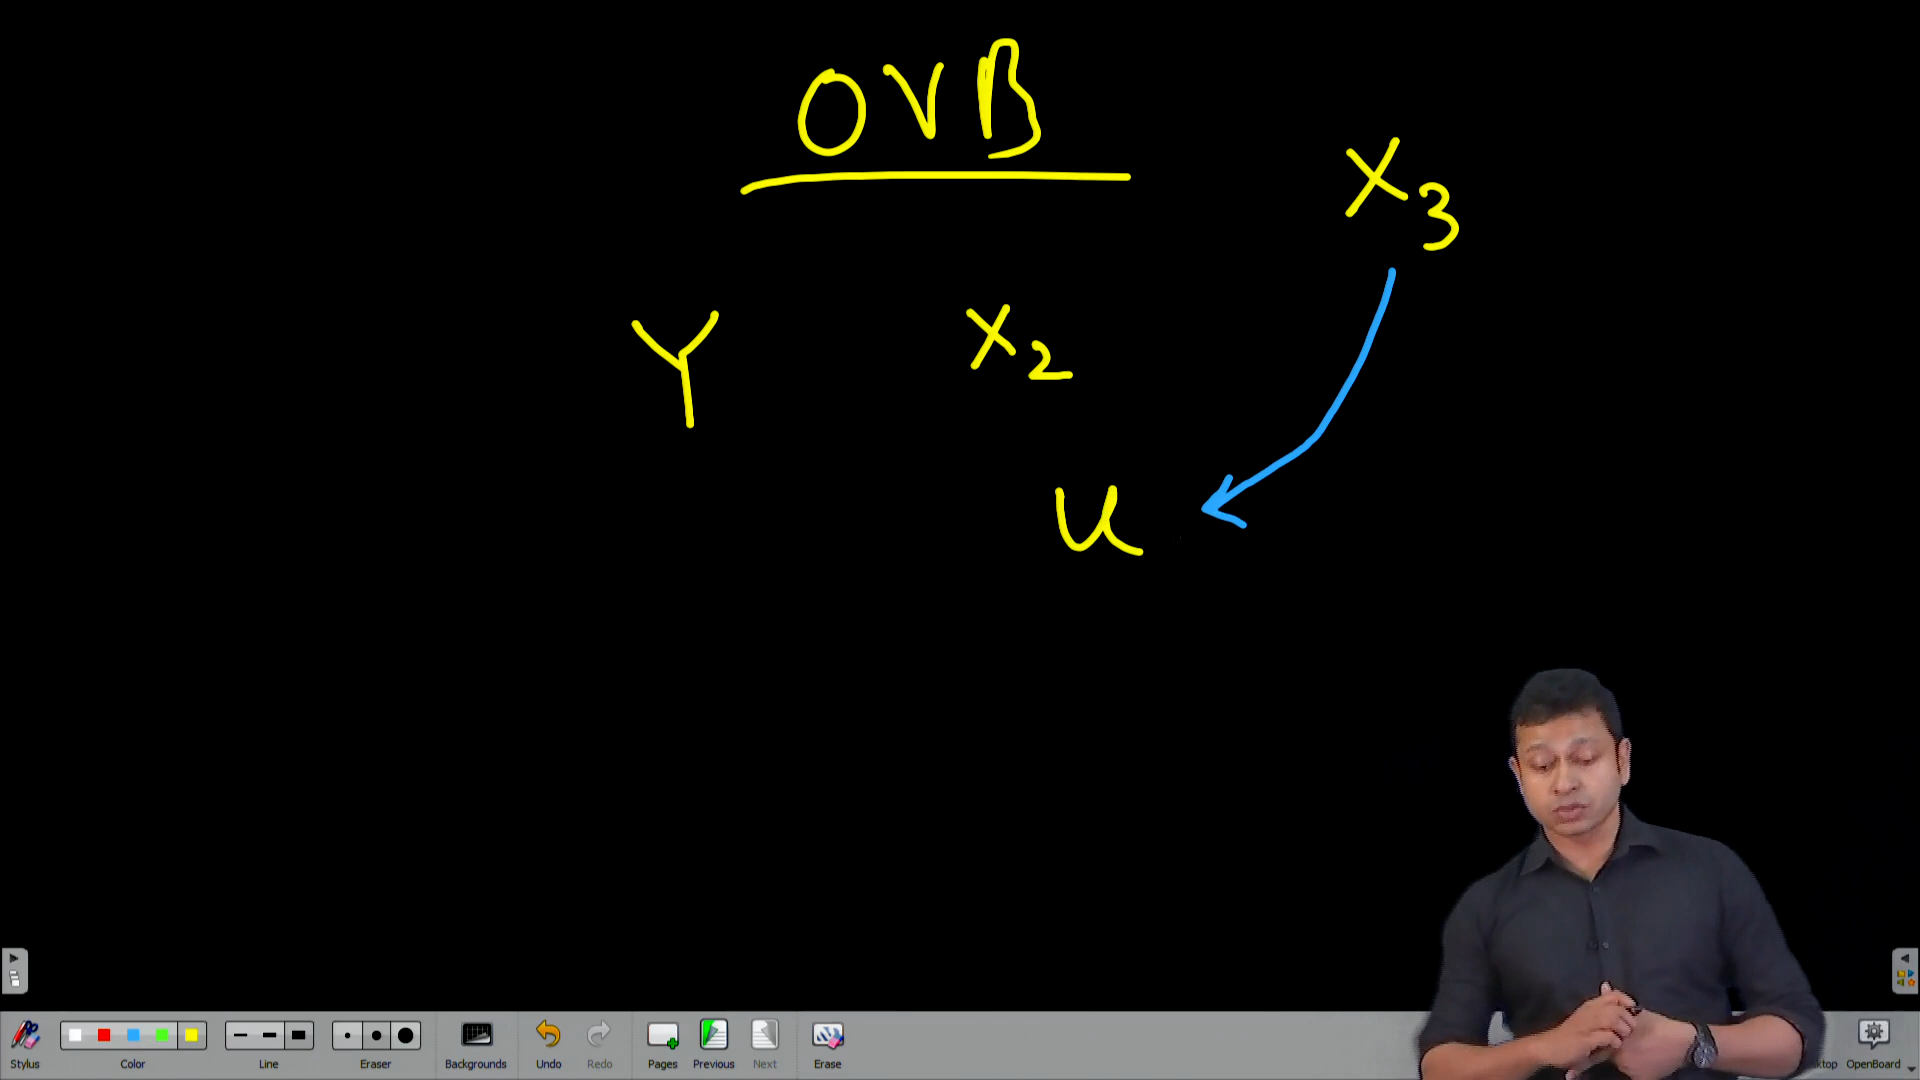 OVB
X3
Y X2
u
Stylus Color Line Eraser Backgrounds Undo Redo Pages Previous Next Erase OpenBoard